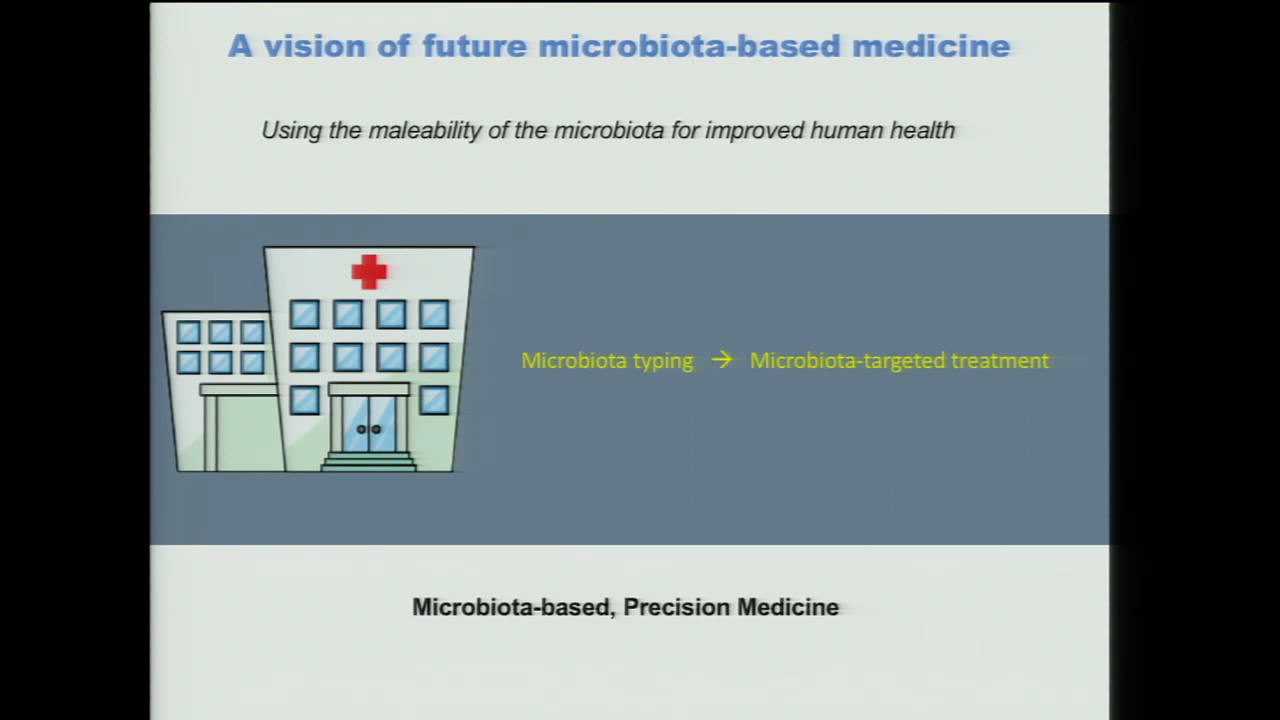 A vision of future microbiota-based medicine
Using the maleability of the microbiota for improved human health
Microbiota typing → Microbiota-targeted treatment
Microbiota-based, Precision Medicine